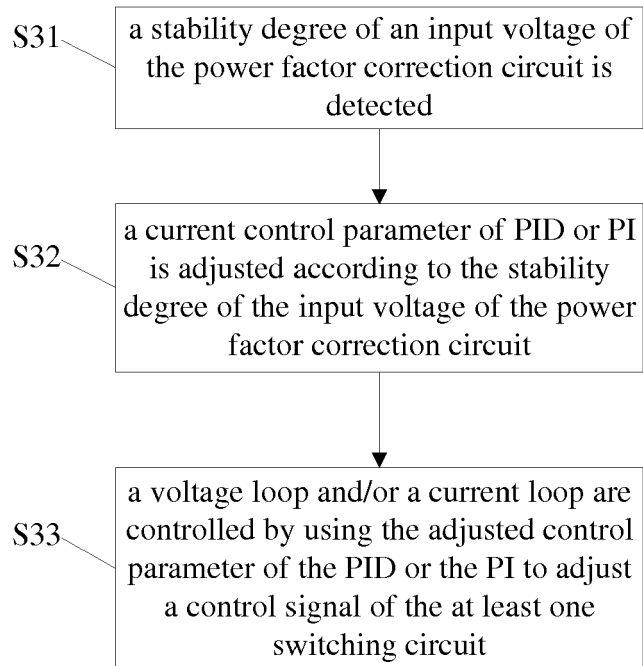 S31
a stability degree of an input voltage of
the power factor correction circuit is
detected
S32
a current control parameter of PID or PI
is adjusted according to the stability
degree of the input voltage of the power
factor correction circuit
S33
a voltage loop and/or a current loop are
controlled by using the adjusted control
parameter of the PID or the PI to adjust
a control signal of the at least one
switching circuit